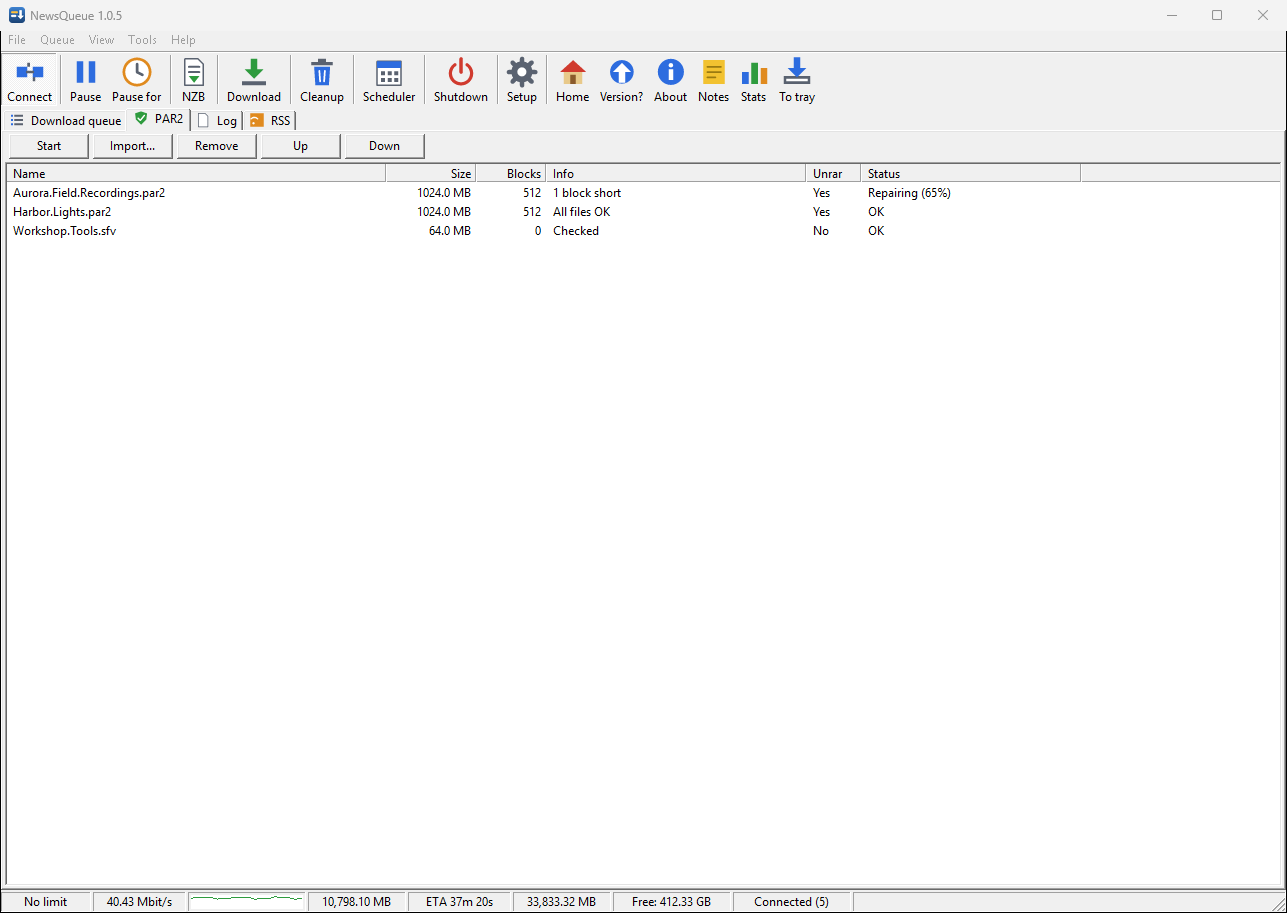 NewsQueue 1.0.5
File Queue View Tools Help
Connect Pause Pause for NZB Download Cleanup Scheduler Shutdown Setup Home Version? About Notes Stats To tray
Download queue PAR2 Log RSS
Start Import... Remove Up Down
Name Size Blocks Info Unrar Status
Aurora.Field.Recordings.par2 1024.0 MB 512 1 block short Yes Repairing (65%)
Harbor.Lights.par2 1024.0 MB 512 All files OK Yes OK
Workshop.Tools.sfv 64.0 MB 0 Checked No OK
No limit 40.43 Mbit/s 10,798.10 MB ETA 37m 20s 33,833.32 MB Free: 412.33 GB Connected (5)